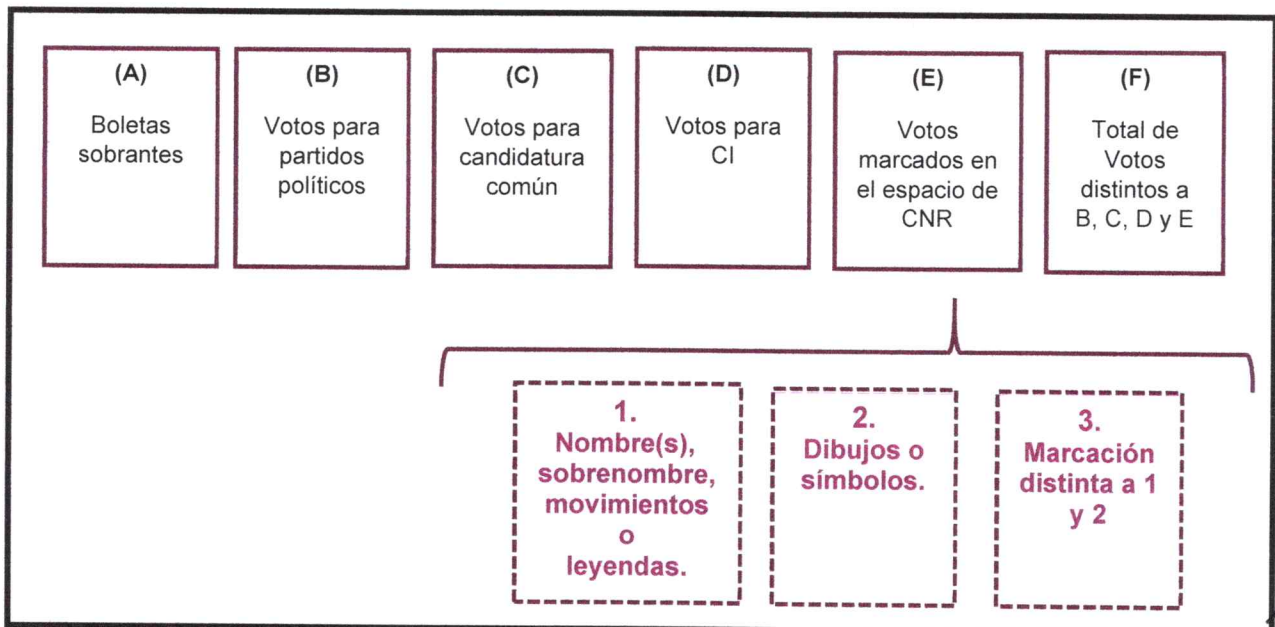 (A)
Boletas
sobrantes
(B)
Votos para
partidos
políticos
(C)
Votos para
candidatura
común
(D)
Votos para
CI
(E)
Votos
marcados en
el espacio de
CNR
(F)
Total de
Votos
distintos a
B, C, D y E
1.
Nombre(s),
sobrenombre,
movimientos
o
leyendas.
2.
Dibujos o
símbolos.
3.
Marcación
distinta a 1
y 2